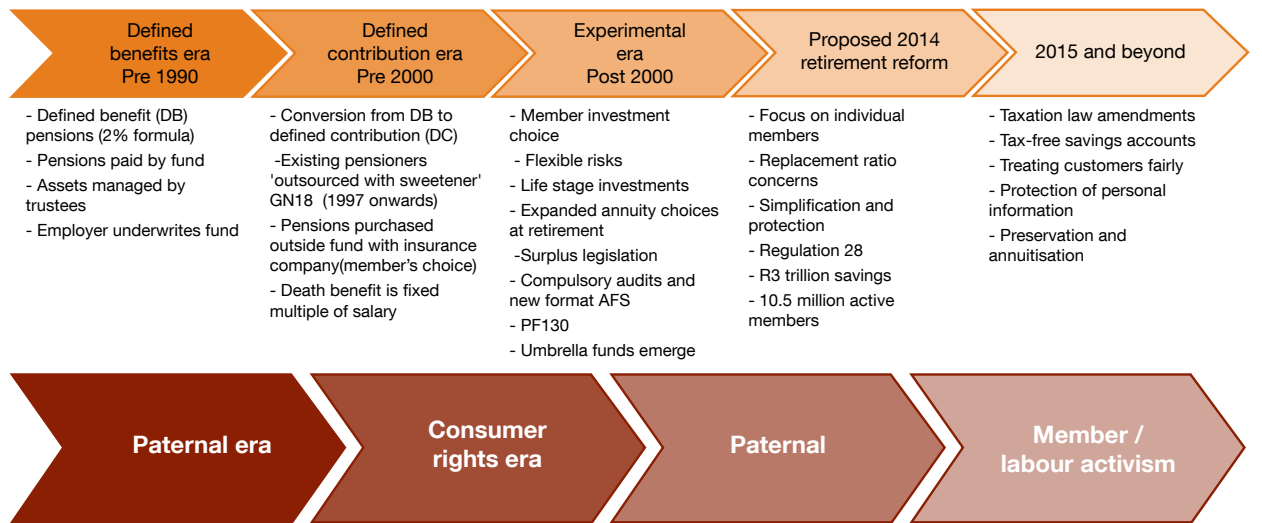 Defined
benefits era
Pre 1990
Defined
contribution era
Pre 2000
Experimental
era
Post 2000
Proposed 2014
retirement reform
2015 and beyond
- Defined benefit (DB)
pensions (2% formula)
- Pensions paid by fund
- Assets managed by
trustees
- Employer underwrites fund
- Conversion from DB to
defined contribution (DC)
-Existing pensioners
'outsourced with sweetener'
GN18 (1997 onwards)
- Pensions purchased
outside fund with insurance
company(member’s choice)
- Death benefit is fixed
multiple of salary
- Member investment
choice
- Flexible risks
- Life stage investments
- Expanded annuity choices
at retirement
-Surplus legislation
- Compulsory audits and
new format AFS
- PF130
- Umbrella funds emerge
- Focus on individual
members
- Replacement ratio
concerns
- Simplification and
protection
- Regulation 28
- R3 trillion savings
- 10.5 million active
members
- Taxation law amendments
- Tax-free savings accounts
- Treating customers fairly
- Protection of personal
information
- Preservation and
annuitisation
Paternal era
Consumer
rights era
Paternal
Member /
labour activism